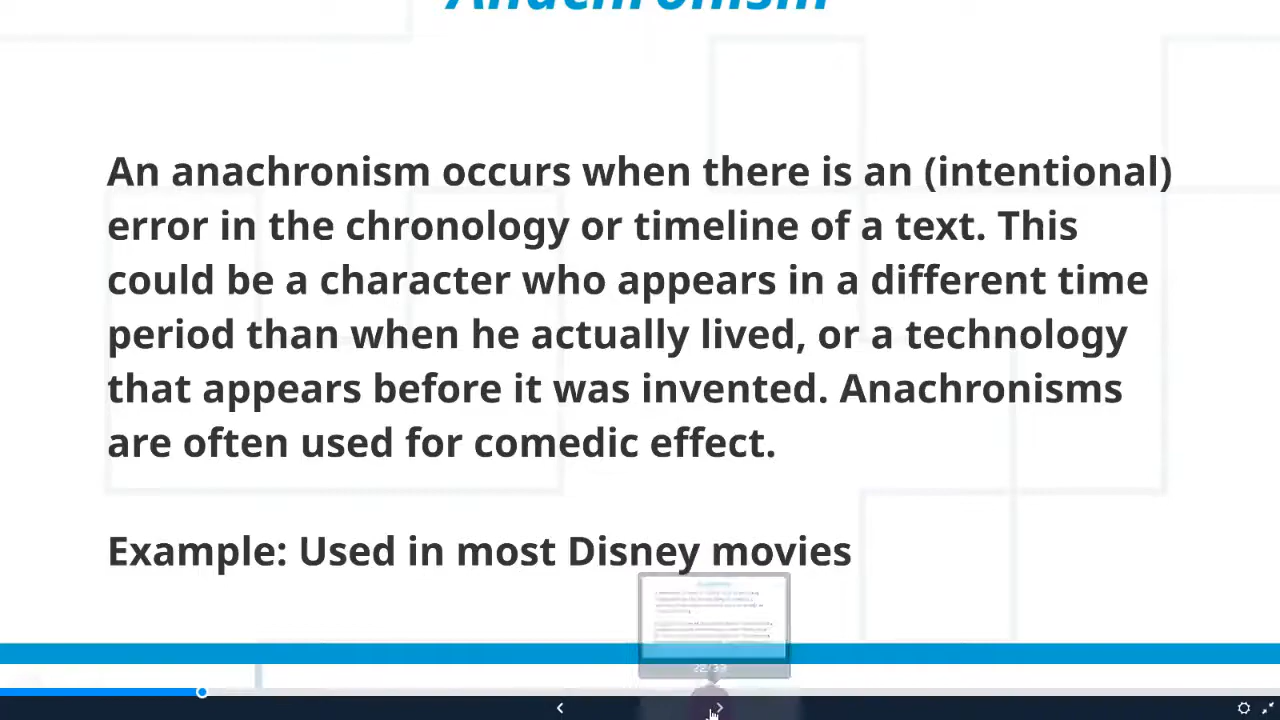 Anachronism
An anachronism occurs when there is an (intentional)
error in the chronology or timeline of a text. This
could be a character who appears in a different time
period than when he actually lived, or a technology
that appears before it was invented. Anachronisms
are often used for comedic effect.
Example: Used in most Disney movies